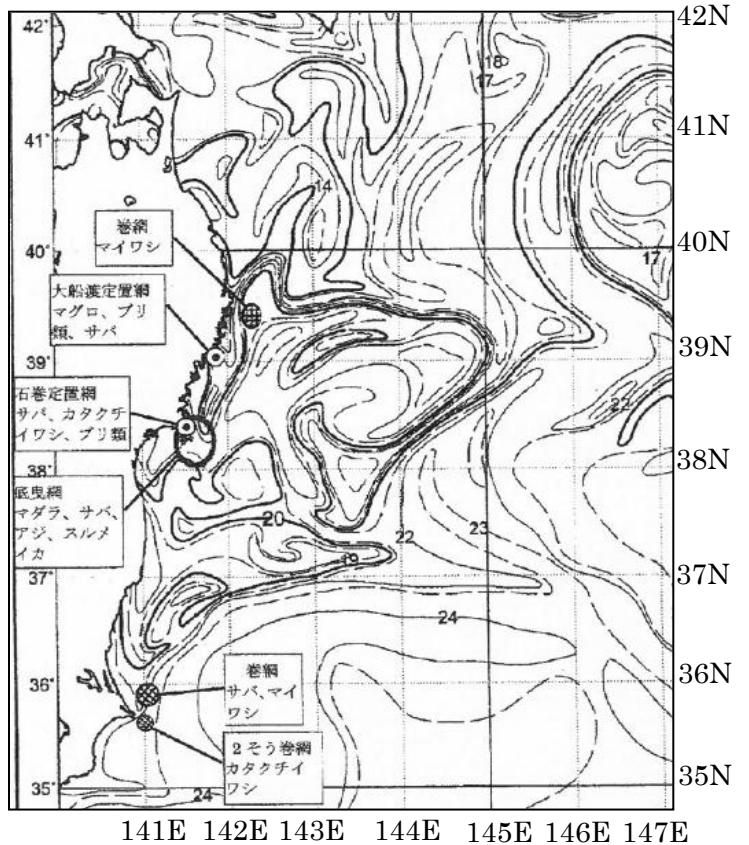 42N
42°
18
17
41N
41°
14
巻網
マイワシ
40N
40°
17
大船渡定置網
マグロ、ブリ
類、サバ
39N
39°
石巻定置網
サバ、カタクチ
イワシ、ブリ類
22
38N
38°
底曳網
マダラ、サバ、
アジ、スルメ
イカ
20
22
23
19
37N
37°
24
巻網
サバ、マイ
ワシ
36N
36°
2そう巻網
カタクチイ
ワシ
35N
35°
24
141E 142E 143E 144E 145E 146E 147E